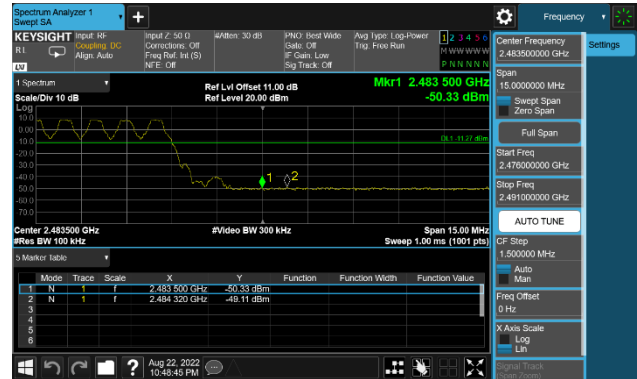 Spectrum Analyzer 1
Swept SA
+
Frequency
KEYSIGHT Input: RF
R L
Coupling: DC
Align: Auto
LXI
Input Z: 50 Ω
Corrections: Off
Freq Ref: Int (S)
NFE: Off
#Atten: 30 dB
PNO: Best Wide
Gate: Off
IF Gain: Low
Sig Track: Off
Avg Type: Log-Power
Trig: Free Run
1 2 3 4 5 6
M W W W W W
P N N N N N
1 Spectrum
Scale/Div 10 dB
Ref Lvl Offset 11.00 dB
Ref Level 20.00 dBm
Mkr1 2.483 500 GHz
-50.33 dBm
Log
10.0
0.00
-10.0
-20.0
-30.0
-40.0
-50.0
-60.0
-70.0
DL1 -11.27 dBm
1
2
Center 2.483500 GHz
#Res BW 100 kHz
#Video BW 300 kHz
Span 15.00 MHz
Sweep 1.00 ms (1001 pts)
5 Marker Table
Mode Trace Scale X Y Function Function Width Function Value
1 N 1 f 2.483 500 GHz -50.33 dBm
2 N 1 f 2.484 320 GHz -49.11 dBm
3
4
5
6
?
Aug 22, 2022
10:48:45 PM
Center Frequency
2.483500000 GHz
Settings
Span
15.0000000 MHz
Swept Span
Zero Span
Full Span
Start Freq
2.476000000 GHz
Stop Freq
2.491000000 GHz
AUTO TUNE
CF Step
1.500000 MHz
Auto
Man
Freq Offset
0 Hz
X Axis Scale
Log
Lin
Signal Track
(Span Zoom)